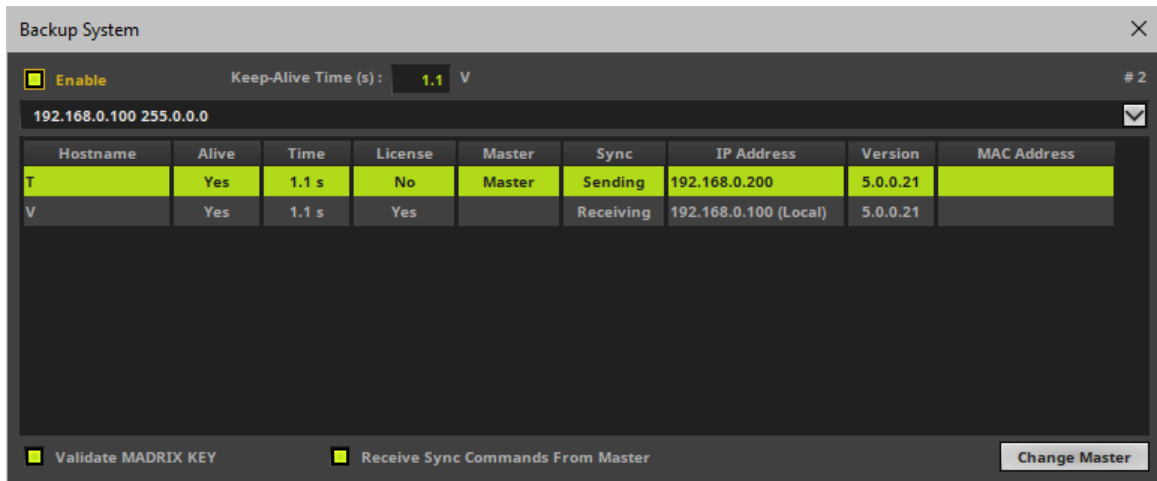 Backup System
Enable Keep-Alive Time (s) : 1.1 V # 2
192.168.0.100 255.0.0.0
Hostname Alive Time License Master Sync IP Address Version MAC Address
T Yes 1.1 s No Master Sending 192.168.0.200 5.0.0.21
V Yes 1.1 s Yes Receiving 192.168.0.100 (Local) 5.0.0.21
Validate MADRIX KEY Receive Sync Commands From Master Change Master